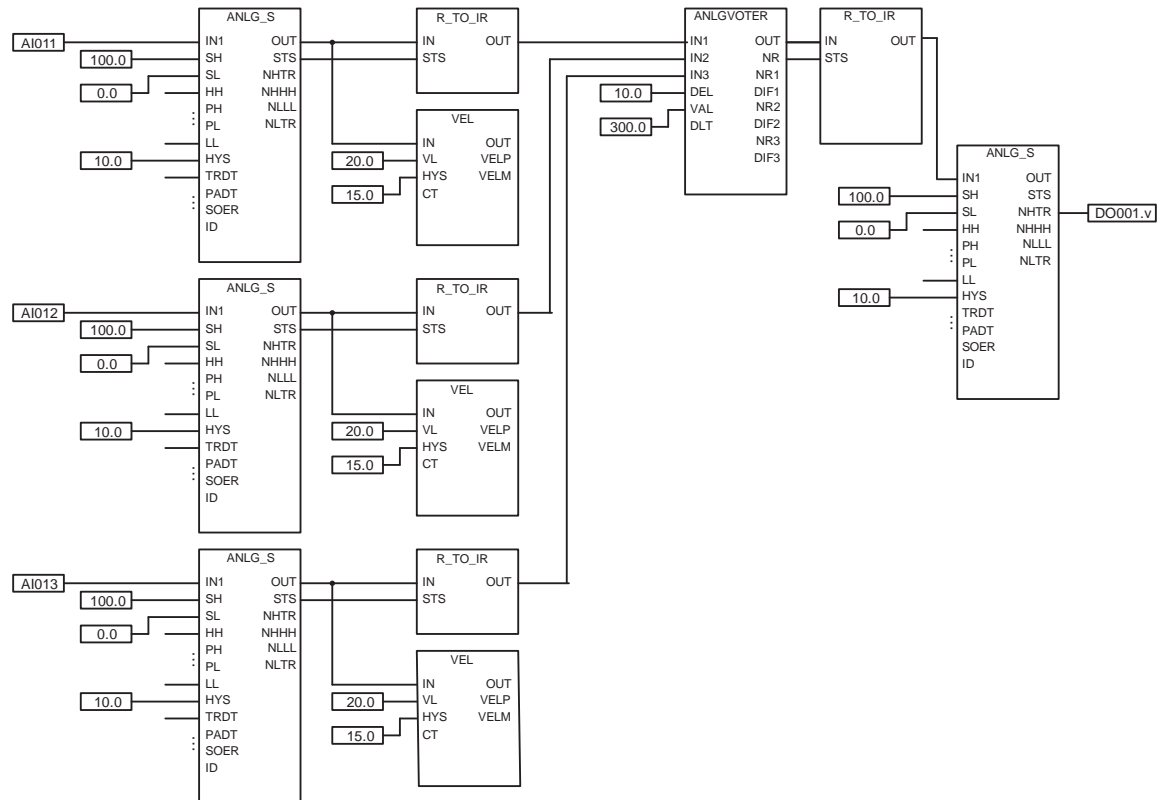 ANLG_S
AI011
IN1 OUT
100.0 SH STS
0.0 SL NHTR
HH NHHH
PH NLLL
PL NLTR
LL
10.0 HYS
TRDT
PADT
SOER
ID
R_TO_IR
IN OUT
STS
VEL
IN OUT
20.0 VL VELP
15.0 HYS VELM
CT
ANLGVOTER
IN1 OUT
IN2 NR
IN3 NR1
10.0 DEL DIF1
300.0 VAL NR2
DLT DIF2
NR3
DIF3
R_TO_IR
IN OUT
STS
ANLG_S
IN1 OUT
100.0 SH STS
0.0 SL NHTR DO001.v
HH NHHH
PH NLLL
PL NLTR
LL
10.0 HYS
TRDT
PADT
SOER
ID
ANLG_S
AI012
IN1 OUT
100.0 SH STS
0.0 SL NHTR
HH NHHH
PH NLLL
PL NLTR
LL
10.0 HYS
TRDT
PADT
SOER
ID
R_TO_IR
IN OUT
STS
VEL
IN OUT
20.0 VL VELP
15.0 HYS VELM
CT
ANLG_S
AI013
IN1 OUT
100.0 SH STS
0.0 SL NHTR
HH NHHH
PH NLLL
PL NLTR
LL
10.0 HYS
TRDT
PADT
SOER
ID
R_TO_IR
IN OUT
STS
VEL
IN OUT
20.0 VL VELP
15.0 HYS VELM
CT